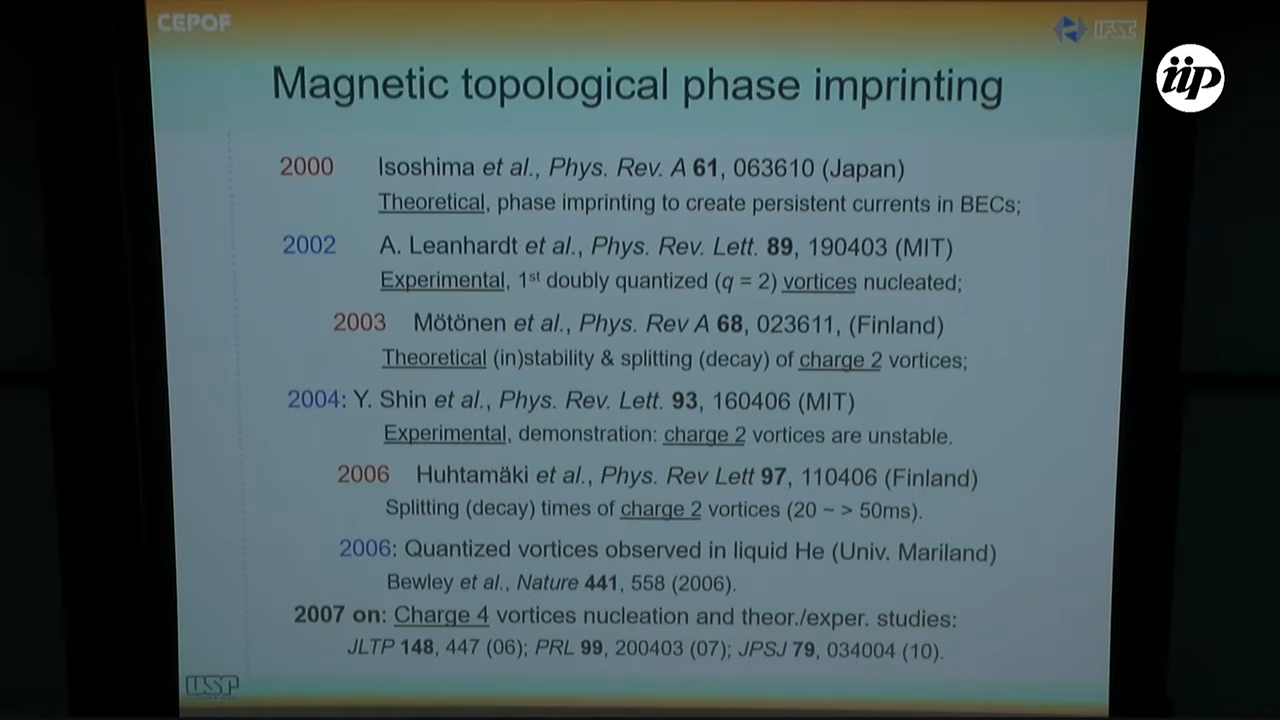 CEPOF
IFSC
iip
Magnetic topological phase imprinting
2000 Isoshima et al., Phys. Rev. A 61, 063610 (Japan)
Theoretical, phase imprinting to create persistent currents in BECs;
2002 A. Leanhardt et al., Phys. Rev. Lett. 89, 190403 (MIT)
Experimental, 1st doubly quantized (q = 2) vortices nucleated;
2003 Mötönen et al., Phys. Rev A 68, 023611, (Finland)
Theoretical (in)stability & splitting (decay) of charge 2 vortices;
2004: Y. Shin et al., Phys. Rev. Lett. 93, 160406 (MIT)
Experimental, demonstration: charge 2 vortices are unstable.
2006 Huhtamäki et al., Phys. Rev Lett 97, 110406 (Finland)
Splitting (decay) times of charge 2 vortices (20 ~ > 50ms).
2006: Quantized vortices observed in liquid He (Univ. Mariland)
Bewley et al., Nature 441, 558 (2006).
2007 on: Charge 4 vortices nucleation and theor./exper. studies:
JLTP 148, 447 (06); PRL 99, 200403 (07); JPSJ 79, 034004 (10).
USP